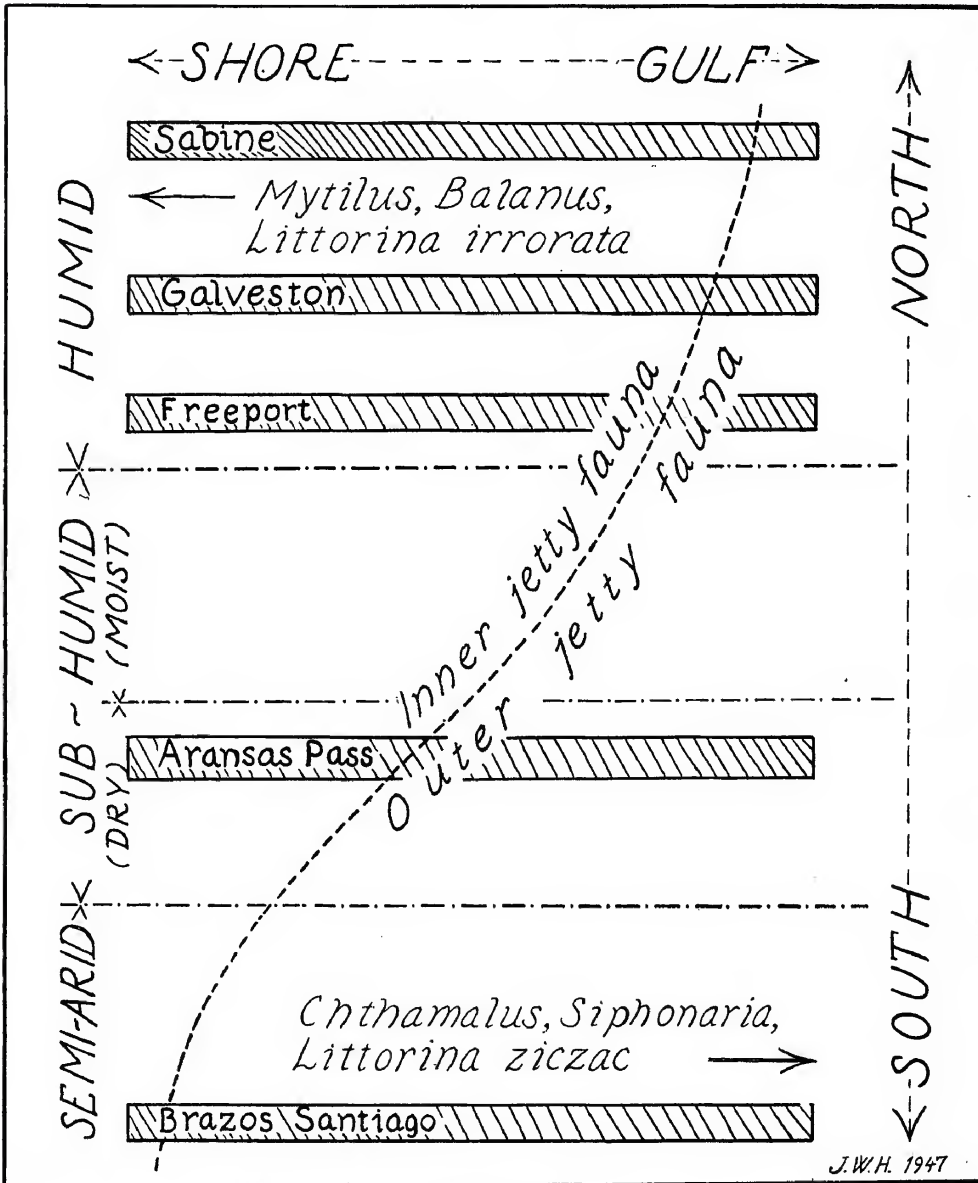 SHORE GULF
Sabine
Mytilus, Balanus,
Littorina irrorata
Galveston
Freeport
Inner jetty fauna
Outer jetty fauna
Aransas Pass
Chthamalus, Siphonaria,
Littorina ziczac
Brazos Santiago
HUMID
SUB-HUMID
(MOIST)
(DRY)
SEMI-ARID
NORTH
SOUTH
J.W.H. 1947